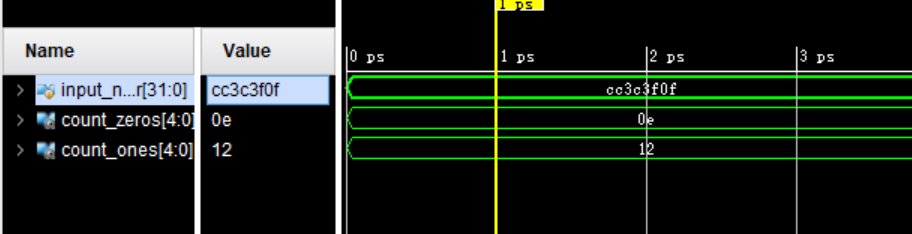 1 ps
Name Value 0 ps 1 ps 2 ps 3 ps
input_n...r[31:0] cc3c3f0f cc3c3f0f
count_zeros[4:0] 0e 0e
count_ones[4:0] 12 12